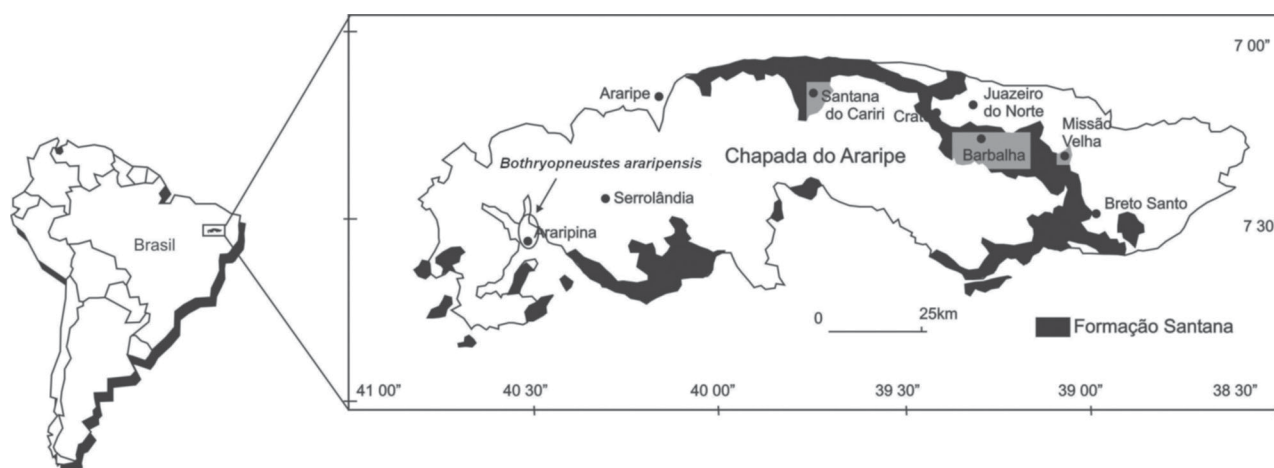 Brasil
7 00”
Araripe
Santana
do Cariri
Crato
Juazeiro
do Norte
Missão
Velha
Bothryopneustes araripensis
Chapada do Araripe
Barbalha
Serrolândia
Breto Santo
Araripina
7 30
0
25km
Formação Santana
41 00”
40 30”
40 00”
39 30”
39 00”
38 30”